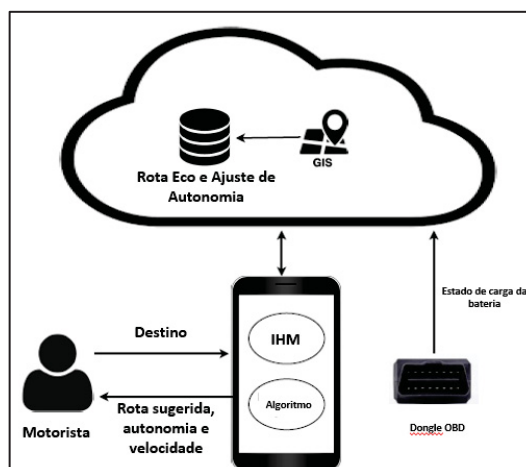 GIS
Rota Eco e Ajuste de
Autonomia
Estado de carga da
bateria
Destino
IHM
Algoritmo
Rota sugerida,
autonomia e
velocidade
Motorista
Dongle OBD